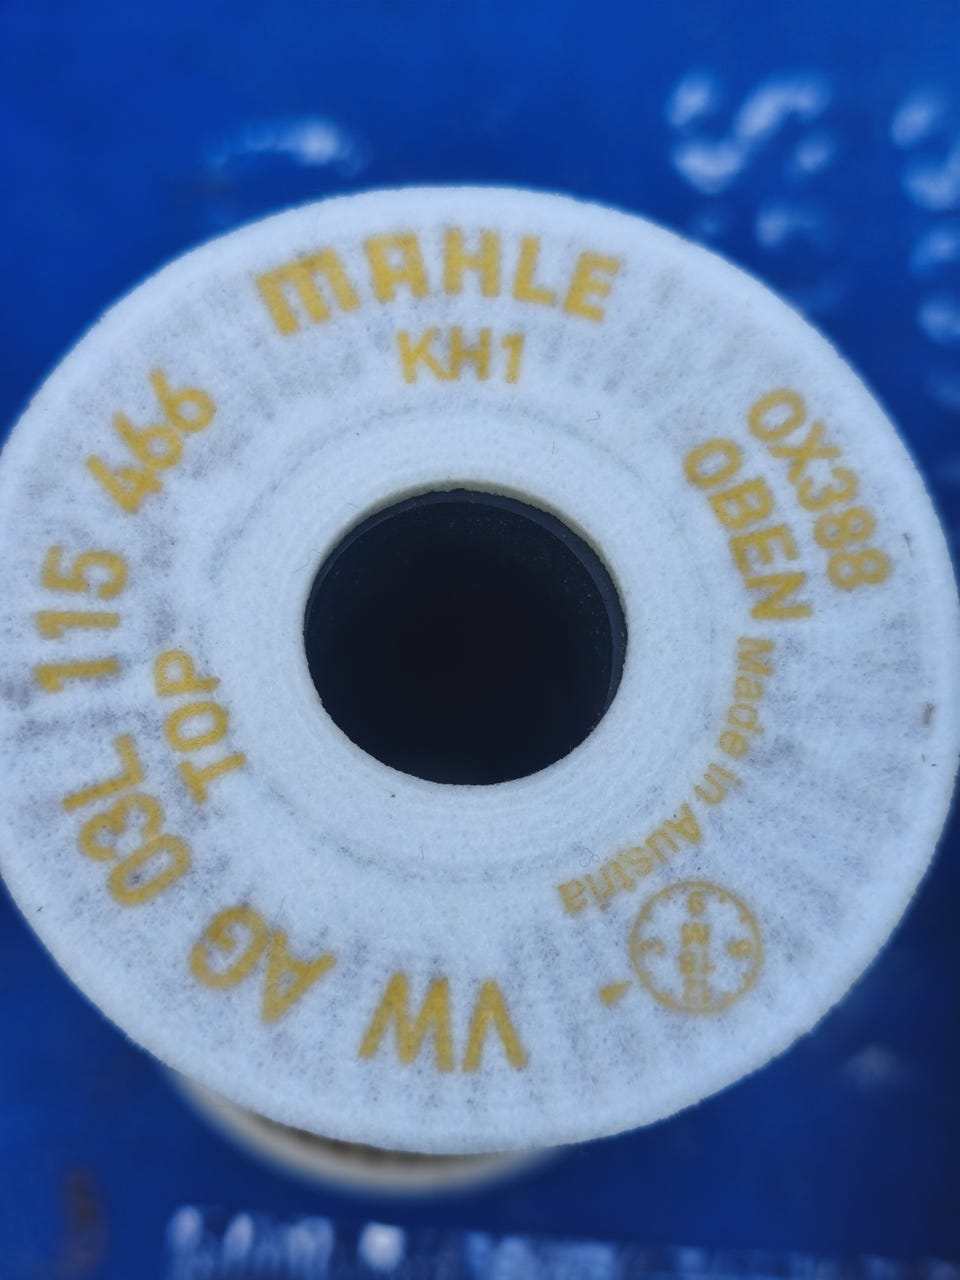 MAHLE
KH1
OX388
OBEN
Made in Austria
VW AG 03L 115 466
TOP